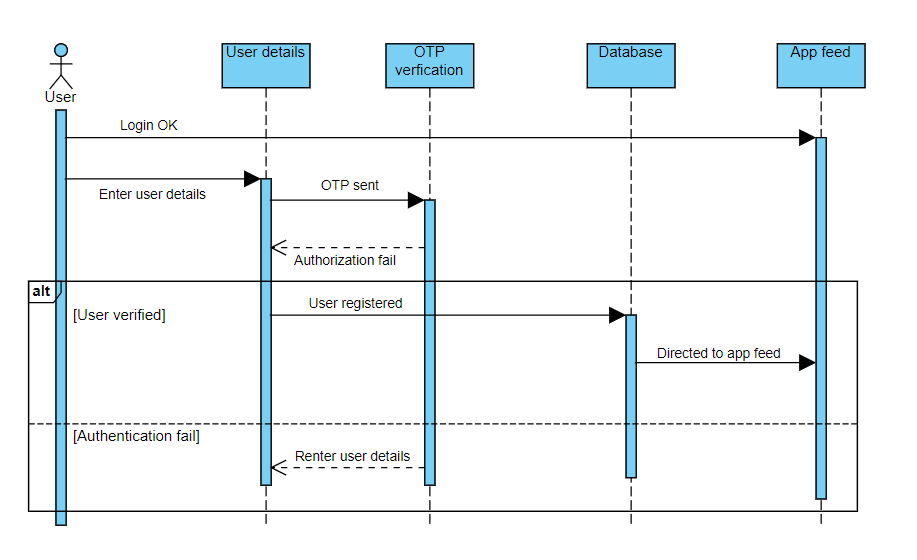 User
User details
OTP
verfication
Database
App feed
Login OK
Enter user details
OTP sent
Authorization fail
alt
[User verified]
User registered
Directed to app feed
[Authentication fail]
Renter user details